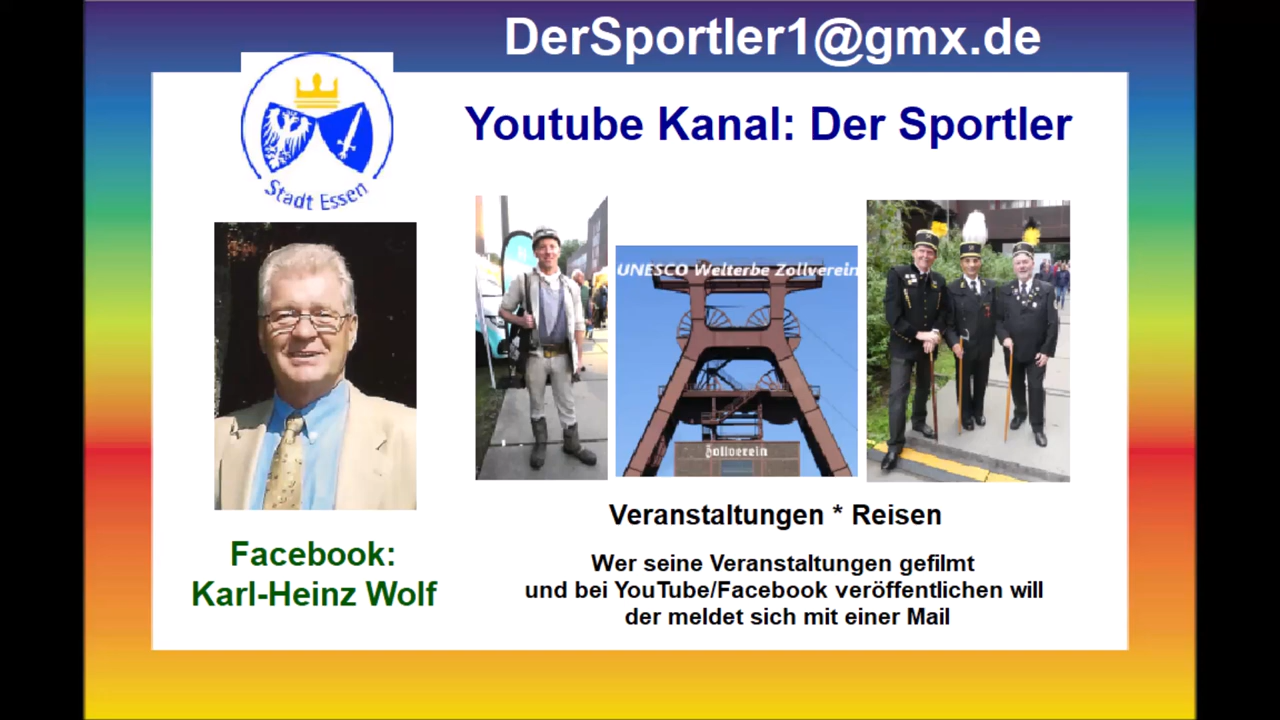 DerSportler1@gmx.de
Stadt Essen
Youtube Kanal: Der Sportler
UNESCO Welterbe Zollverein
Zollverein
Veranstaltungen * Reisen
Facebook:
Karl-Heinz Wolf
Wer seine Veranstaltungen gefilmt
und bei YouTube/Facebook veröffentlichen will
der meldet sich mit einer Mail